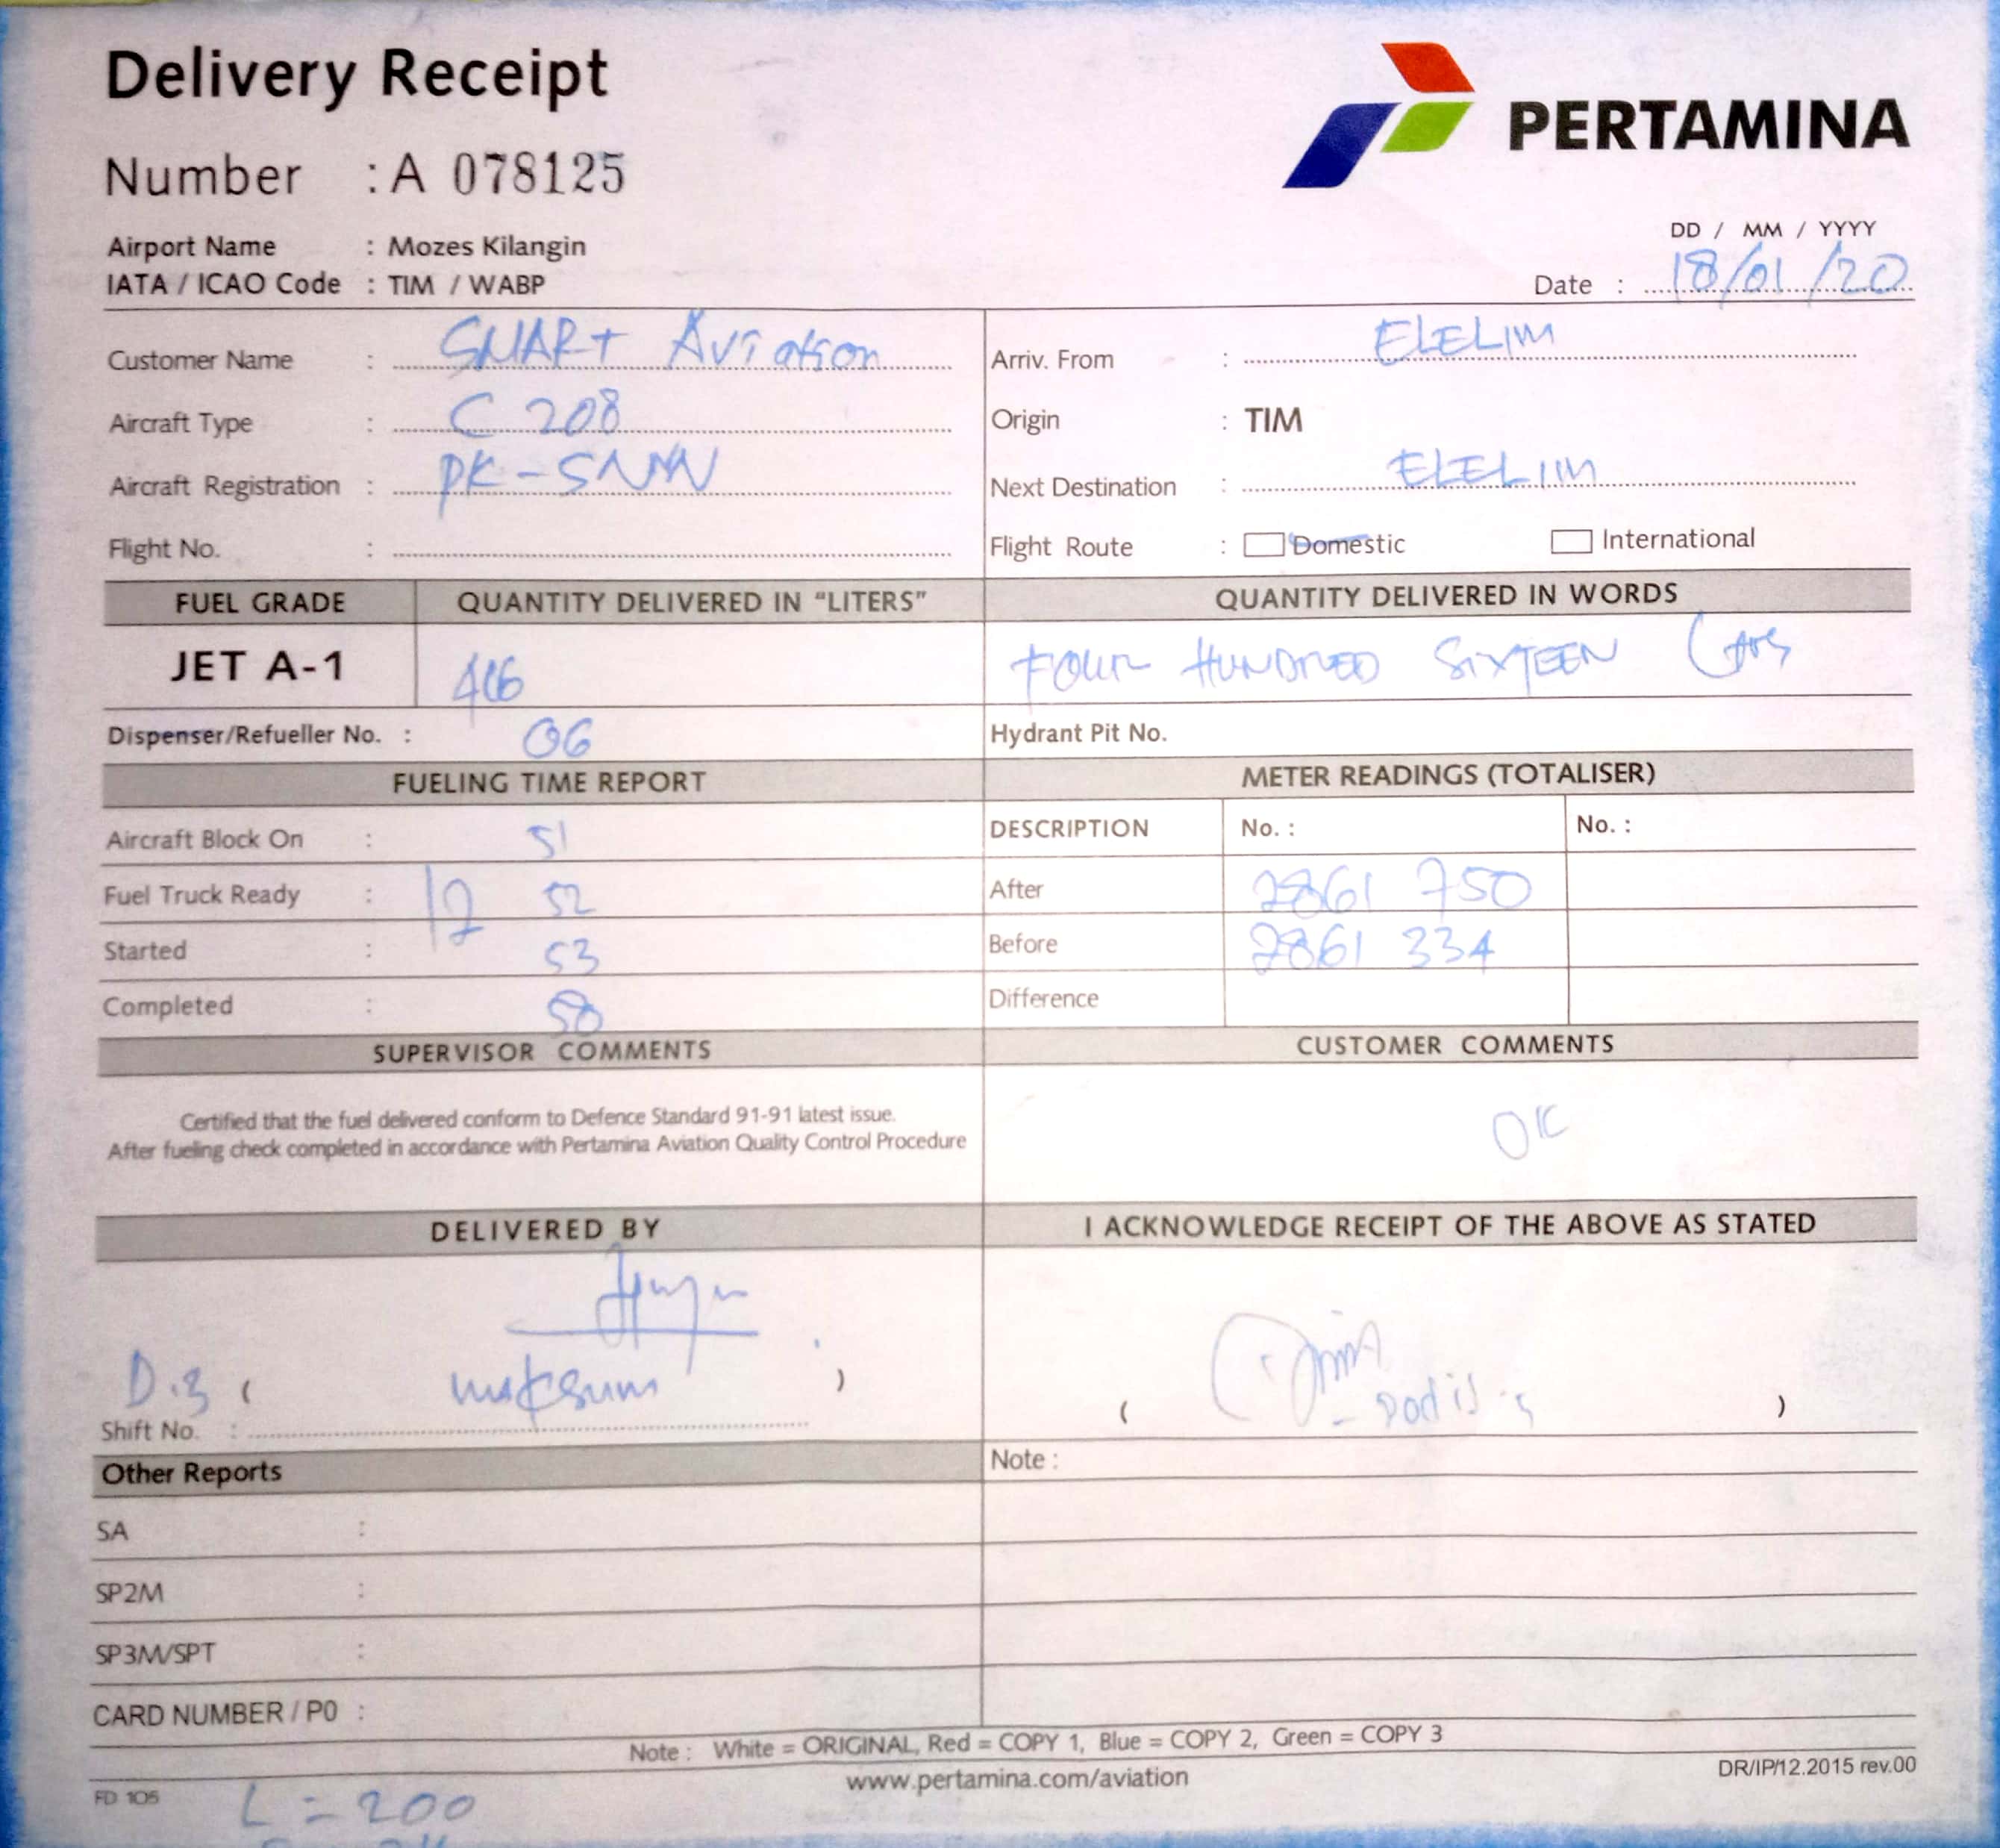 Delivery Receipt
PERTAMINA
Number : A 078125
Airport Name : Mozes Kilangin
IATA / ICAO Code : TIM / WABP
DD / MM / YYYY
Date : 18/01/20
Customer Name : SMART Aviation
Arriv. From : ELELIM
Aircraft Type : C 208
Origin : TIM
Aircraft Registration : PK-SNN
Next Destination : ELELIM
Flight No. :
Flight Route : Domestic International
FUEL GRADE QUANTITY DELIVERED IN "LITERS" QUANTITY DELIVERED IN WORDS
JET A-1 416 FOUR HUNDRED SIXTEEN
Dispenser/Refueller No. : 06 Hydrant Pit No.
FUELING TIME REPORT METER READINGS (TOTALISER)
Aircraft Block On : 51 DESCRIPTION No. : No. :
Fuel Truck Ready : 52 After 2861 750
Started : 53 Before 2861 334
Completed : Difference
SUPERVISOR COMMENTS CUSTOMER COMMENTS
Certified that the fuel delivered conform to Defence Standard 91-91 latest issue.
After fueling check completed in accordance with Pertamina Aviation Quality Control Procedure
OK
DELIVERED BY I ACKNOWLEDGE RECEIPT OF THE ABOVE AS STATED
D.3 ( maksum ) ( )
Shift No. :
Other Reports Note :
SA :
SP2M :
SP3M/SPT :
CARD NUMBER / P0 :
Note : White = ORIGINAL, Red = COPY 1, Blue = COPY 2, Green = COPY 3
www.pertamina.com/aviation
DR/IP/12.2015 rev.00
FD 105
L = 200